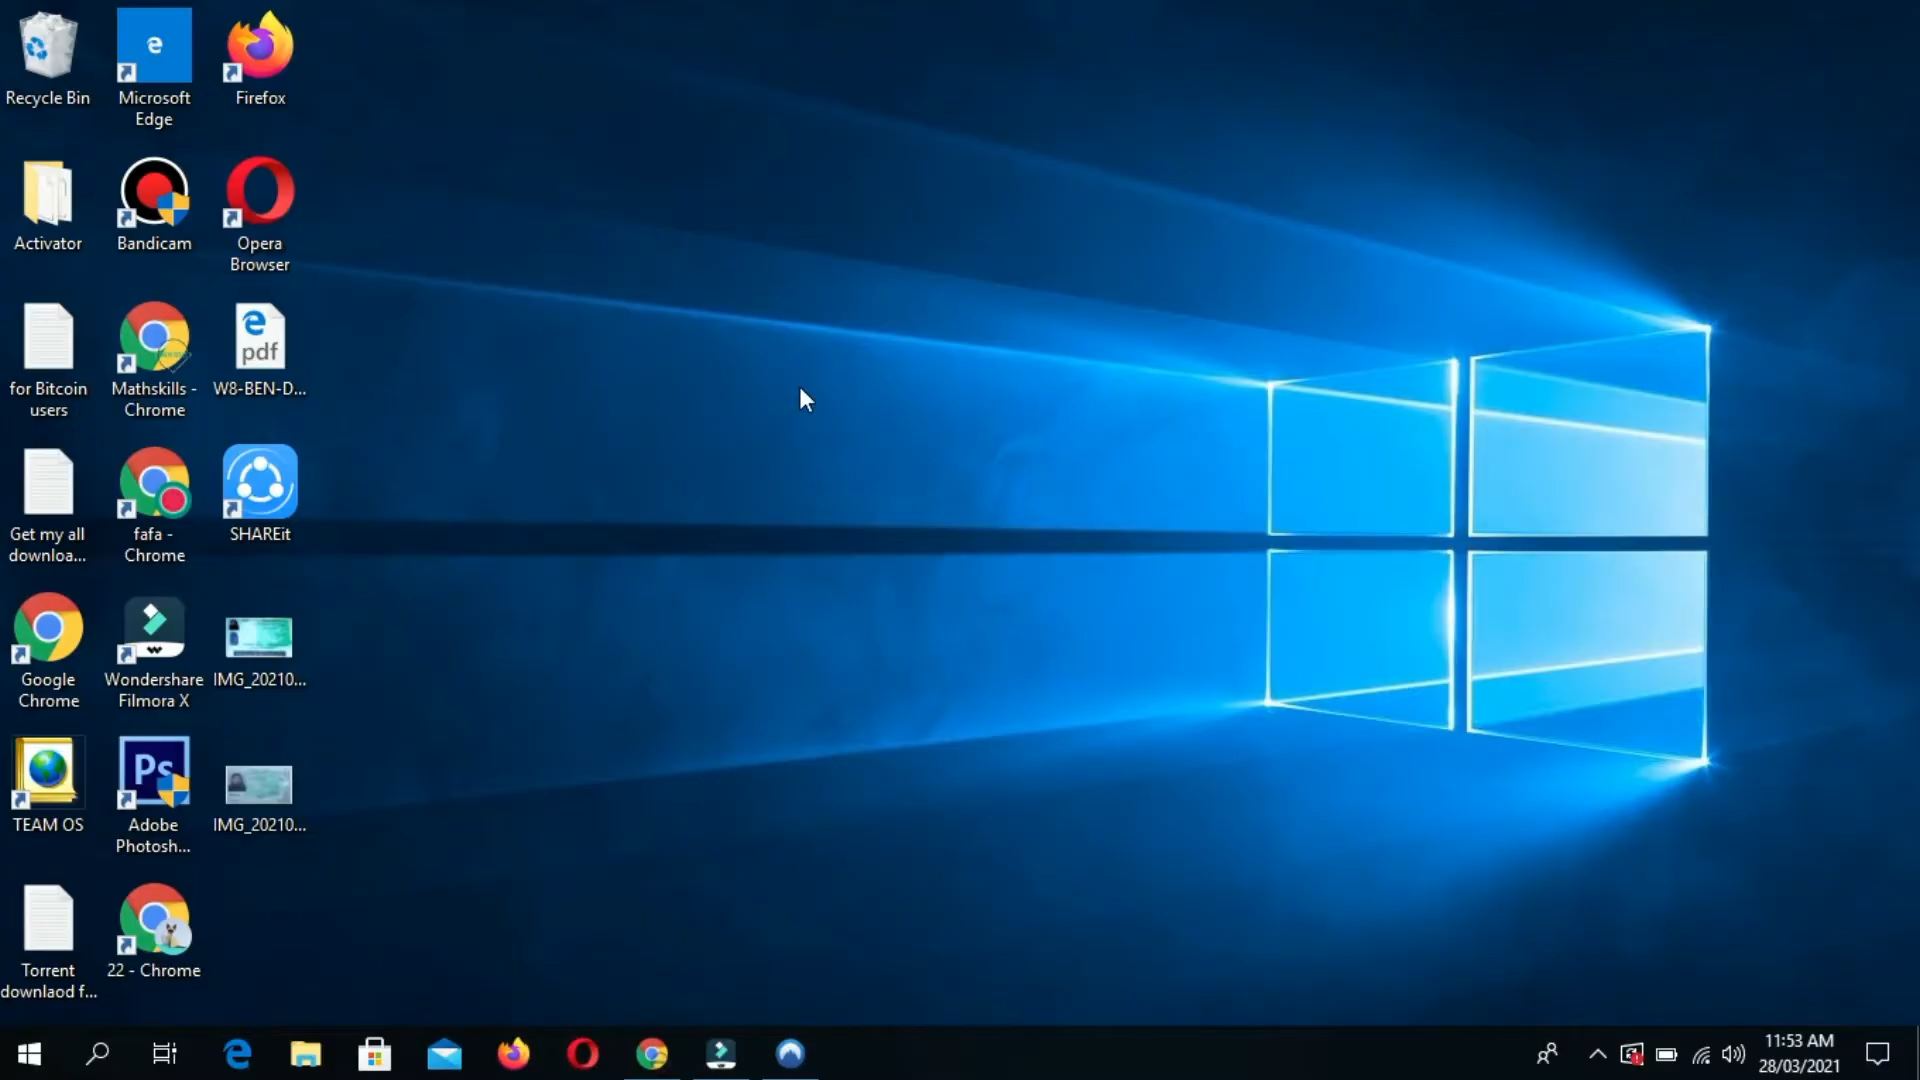 Recycle Bin
Microsoft
Edge
Firefox
Activator
Bandicam
Opera
Browser
for Bitcoin
users
Mathskills -
Chrome
pdf
W8-BEN-D...
Get my all
downloa...
fafa -
Chrome
SHAREit
Google
Chrome
Wondershare
Filmora X
IMG_20210...
TEAM OS
Ps
Adobe
Photosh...
IMG_20210...
Torrent
downlaod f...
22 - Chrome
11:53 AM
28/03/2021